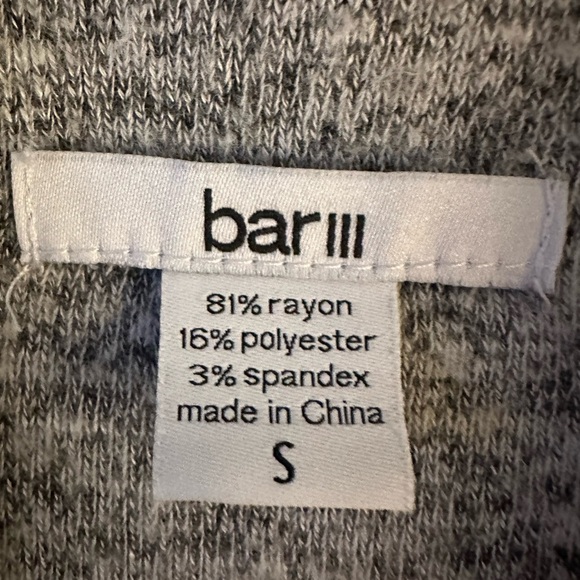 bar III
81% rayon
16% polyester
3% spandex
made in China
S